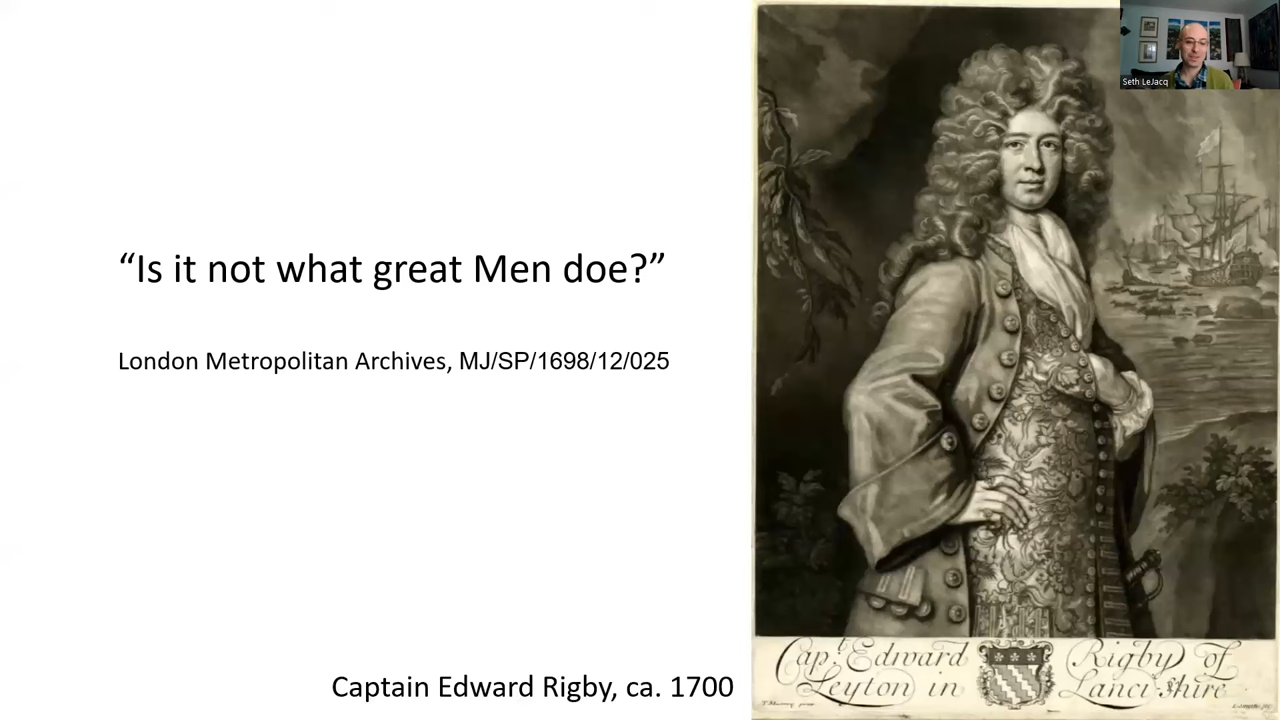 Seth LeJacq
“Is it not what great Men doe?”
London Metropolitan Archives, MJ/SP/1698/12/025
Captain Edward Rigby, ca. 1700
Capt Edward Rigby of
Leyton in Lancishire